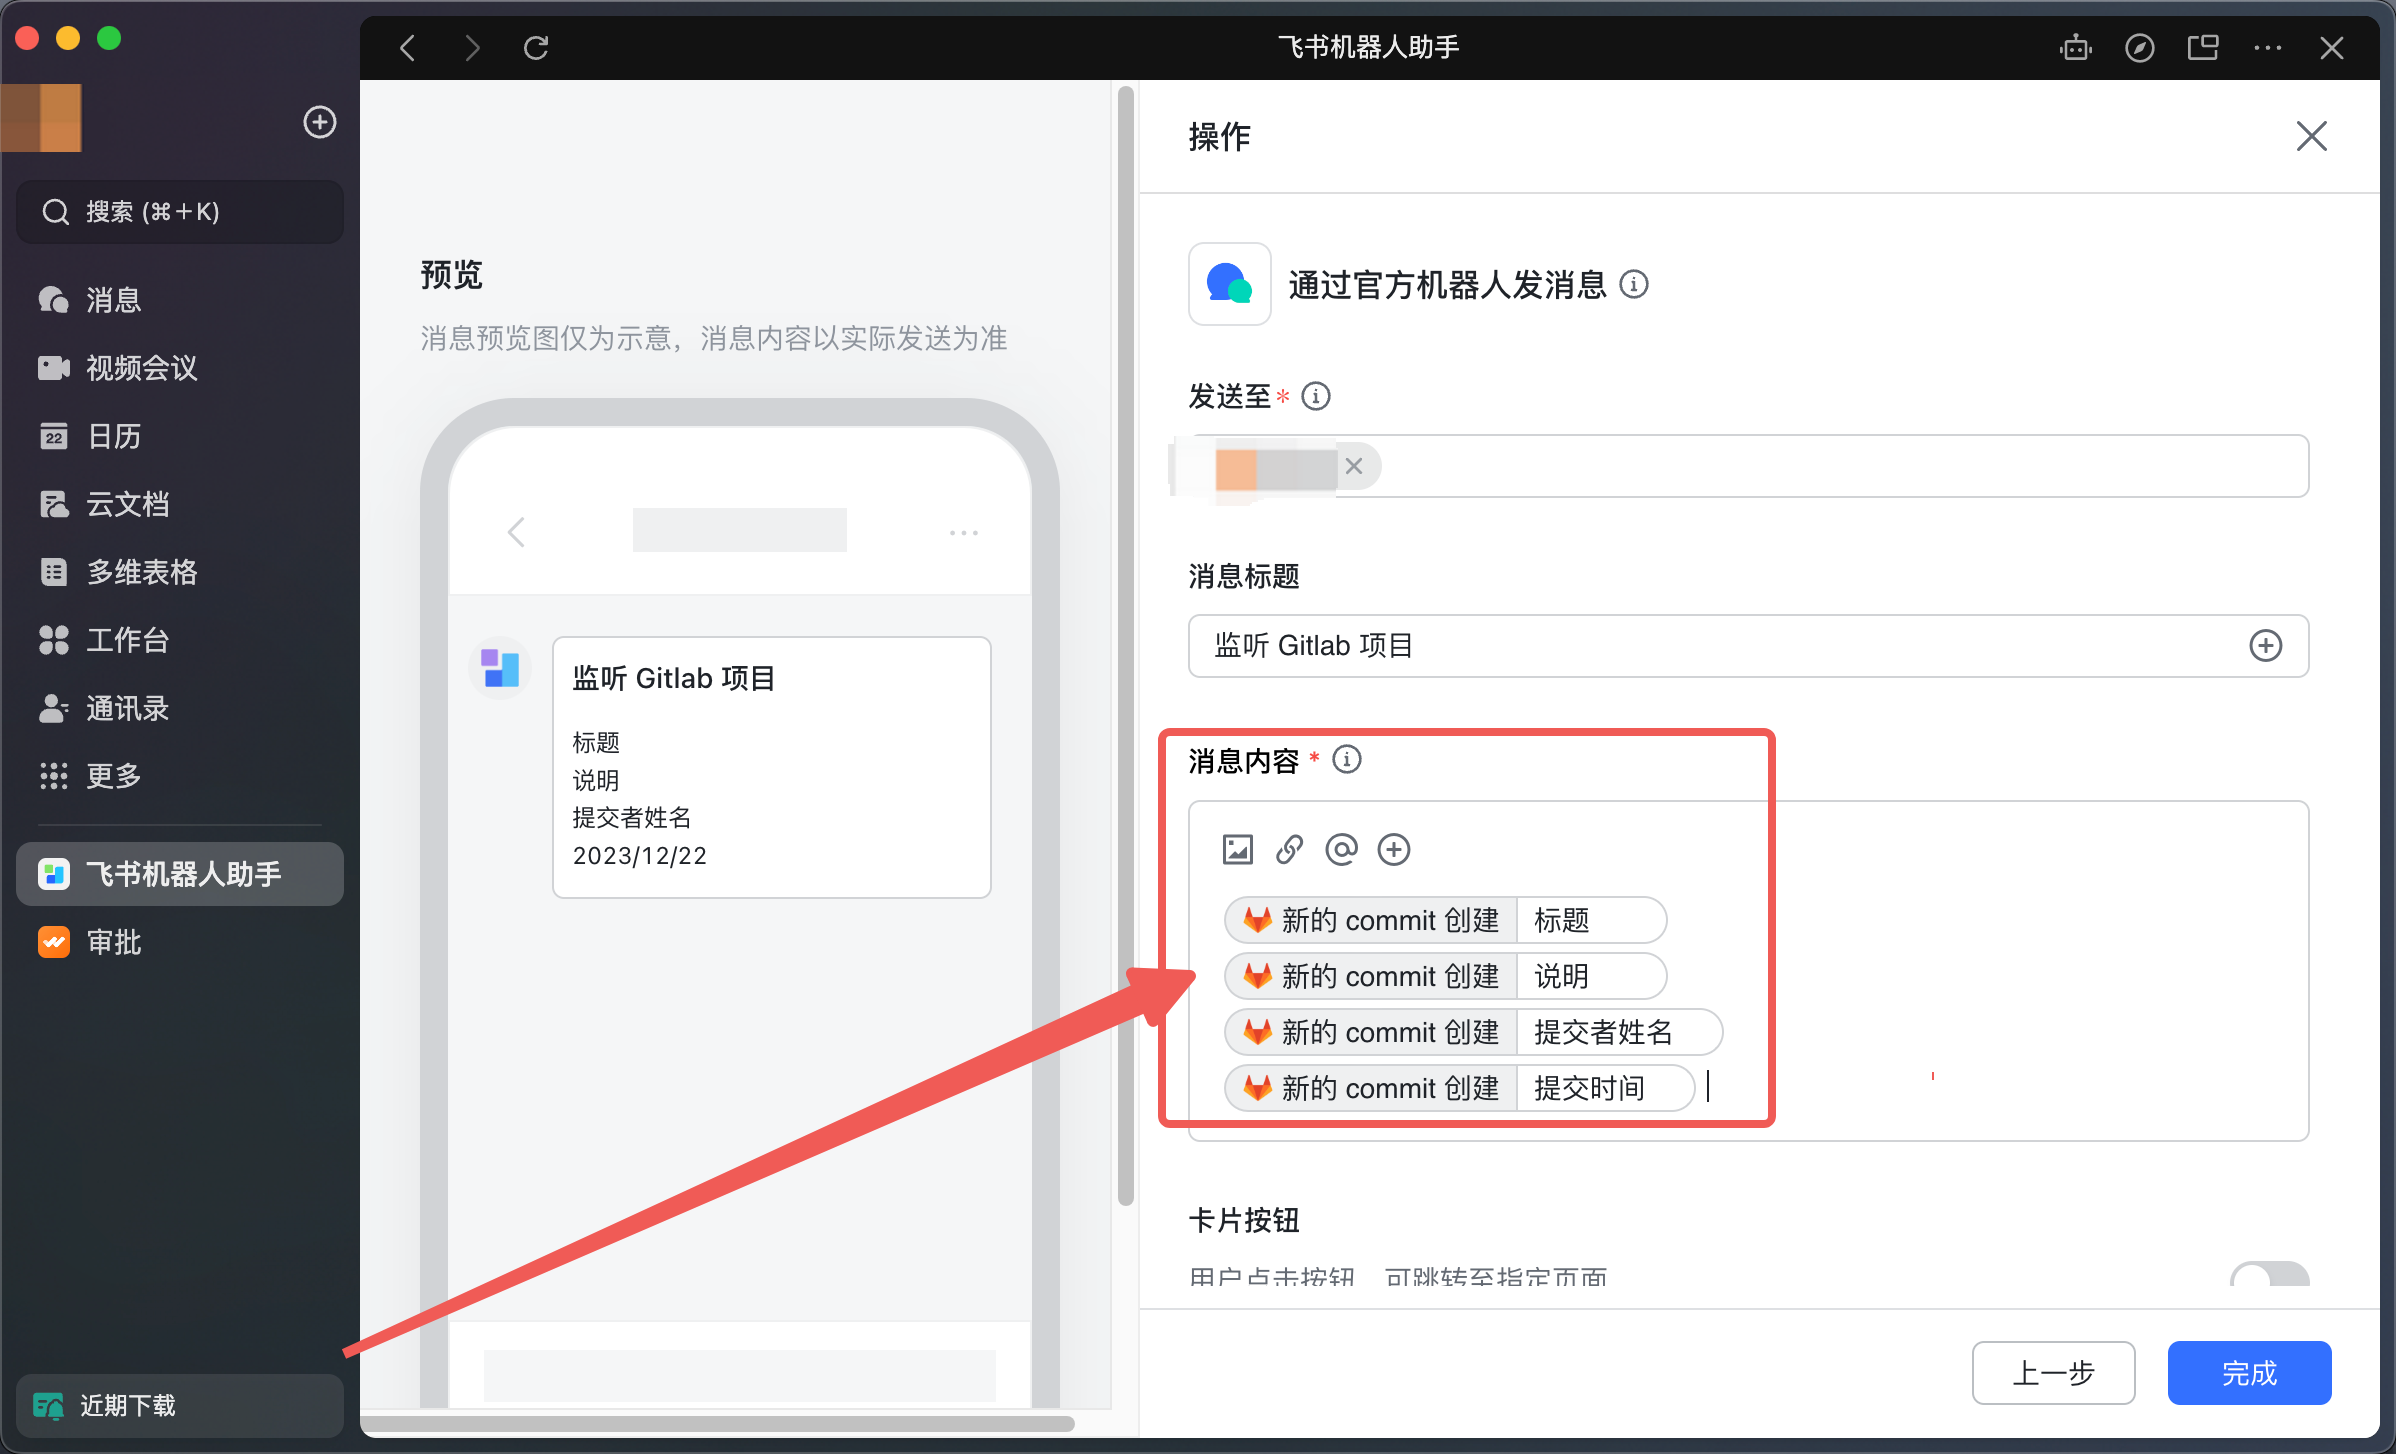 飞书机器人助手
搜索 (⌘+K)
消息
视频会议
22
日历
云文档
多维表格
工作台
通讯录
更多
飞书机器人助手
审批
近期下载
预览
消息预览图仅为示意，消息内容以实际发送为准
监听 Gitlab 项目
标题
说明
提交者姓名
2023/12/22
操作
通过官方机器人发消息
发送至*
消息标题
监听 Gitlab 项目
消息内容 *
新的 commit 创建 标题
新的 commit 创建 说明
新的 commit 创建 提交者姓名
新的 commit 创建 提交时间
卡片按钮
用户点击按钮 可跳转至指定页面
上一步
完成